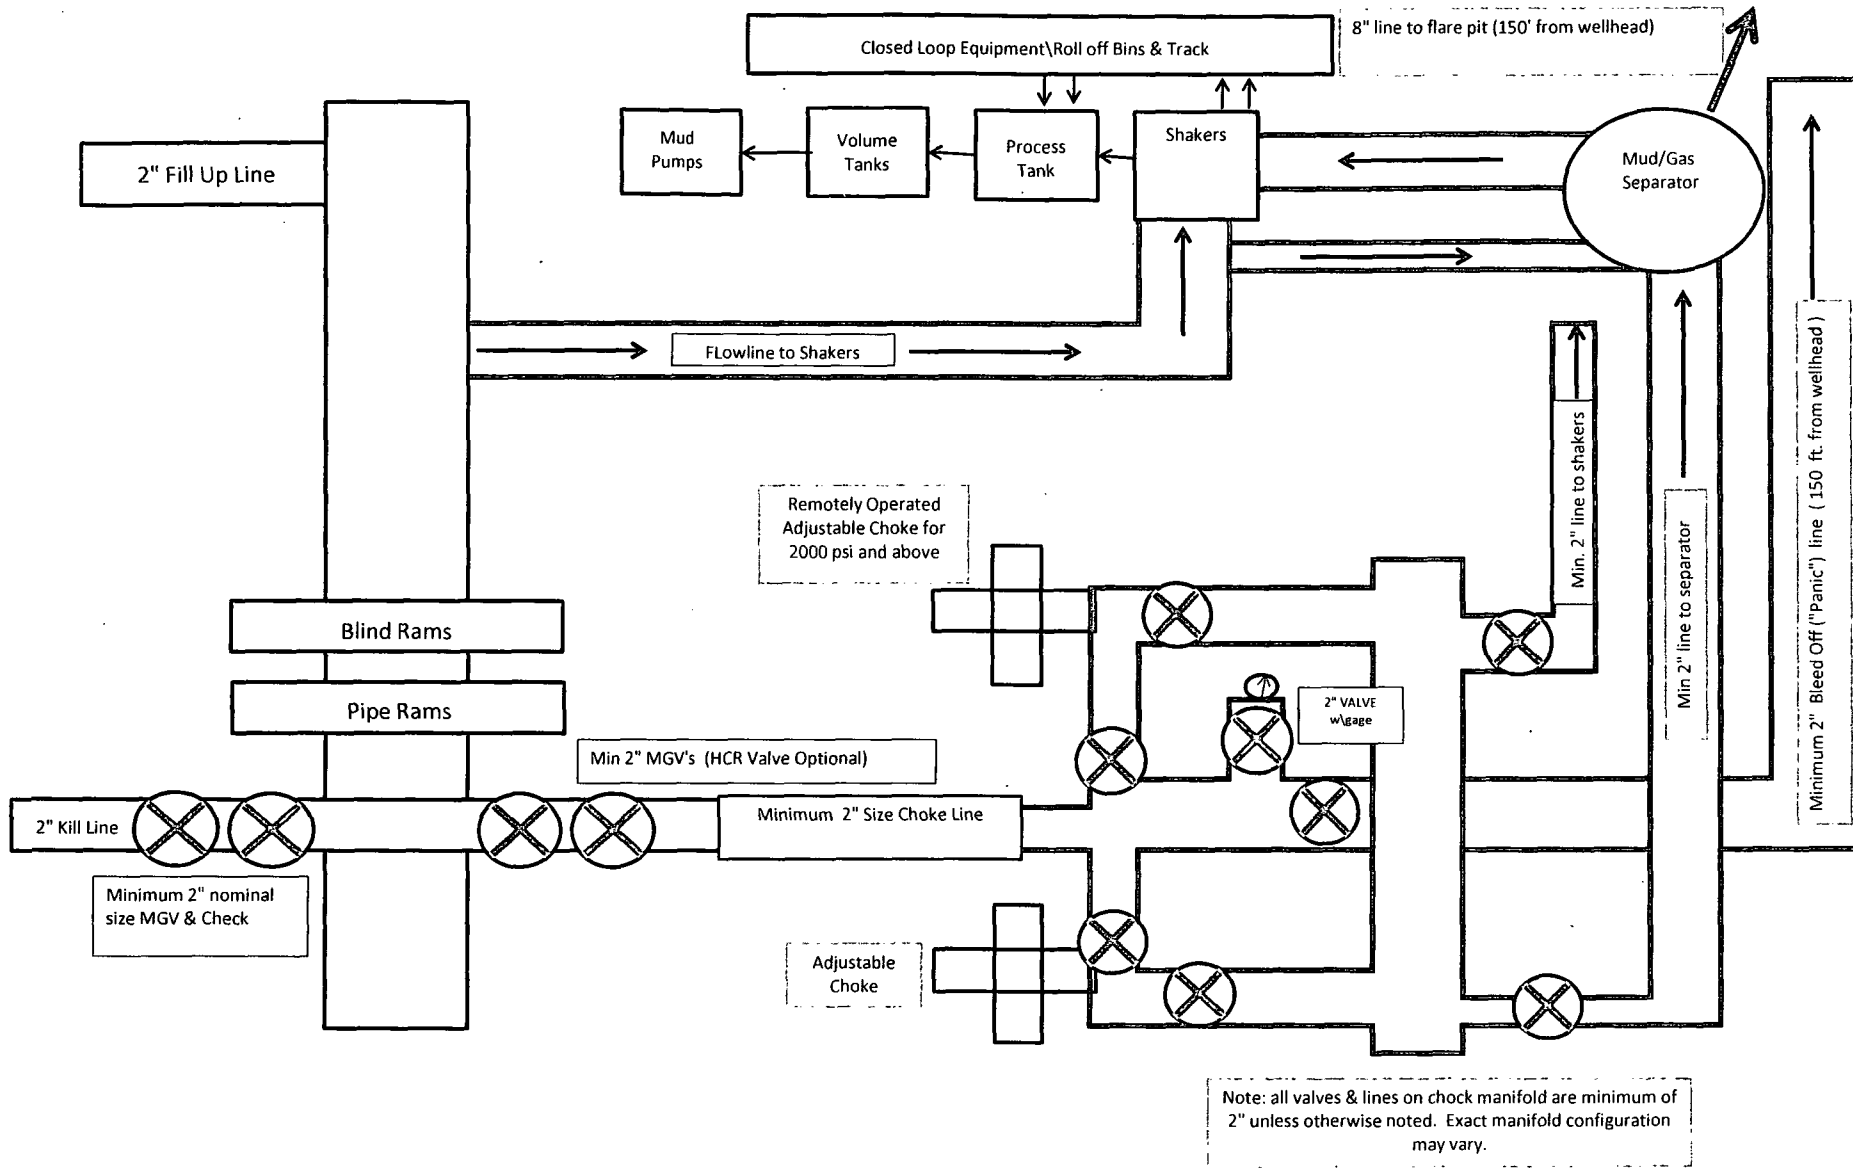 Closed Loop Equipment\Roll off Bins & Track
8" line to flare pit (150' from wellhead)
Mud
Pumps
Volume
Tanks
Process
Tank
Shakers
Mud/Gas
Separator
2" Fill Up Line
FLowline to Shakers
Min. 2" line to shakers
Min 2" line to separator
Minimum 2" Bleed Off ("Panic") line ( 150 ft. from wellhead )
Remotely Operated
Adjustable Choke for
2000 psi and above
Blind Rams
Pipe Rams
2" VALVE
w\gage
Min 2" MGV's (HCR Valve Optional)
2" Kill Line
Minimum 2" Size Choke Line
Minimum 2" nominal
size MGV & Check
Adjustable
Choke
Note: all valves & lines on chock manifold are minimum of
2" unless otherwise noted. Exact manifold configuration
may vary.